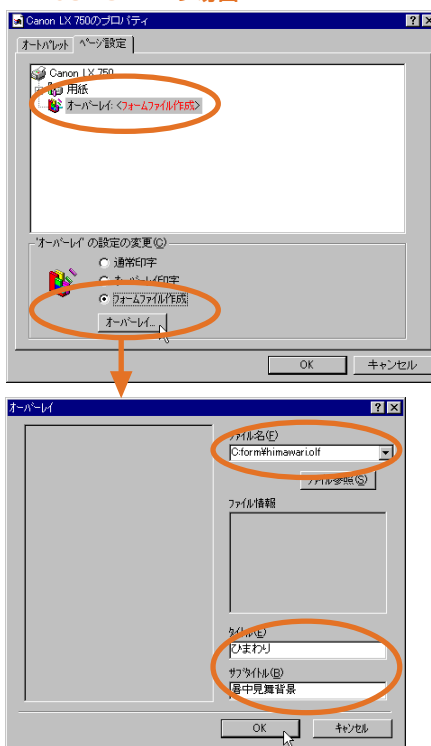 Canon LX 750のプロパティ
オートパレット ページ設定
Canon LX 750
用紙
オーバーレイ: <フォームファイル作成>
'オーバーレイ' の設定の変更(C)
通常印字
オーバーレイ印字
フォームファイル作成
オーバーレイ...
OK キャンセル
オーバーレイ
ファイル名(F)
C:form¥himawari.olf
ファイル参照(S)
ファイル情報
タイトル(E)
ひまわり
サブタイトル(B)
暑中見舞背景
OK キャンセル